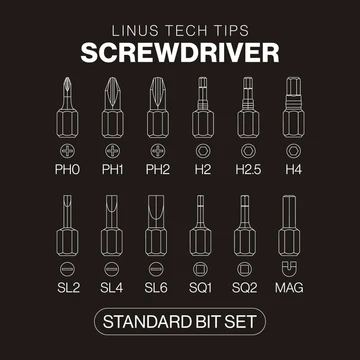 LINUS TECH TIPS
SCREWDRIVER
PH0 PH1 PH2 H2 H2.5 H4
SL2 SL4 SL6 SQ1 SQ2 MAG
STANDARD BIT SET